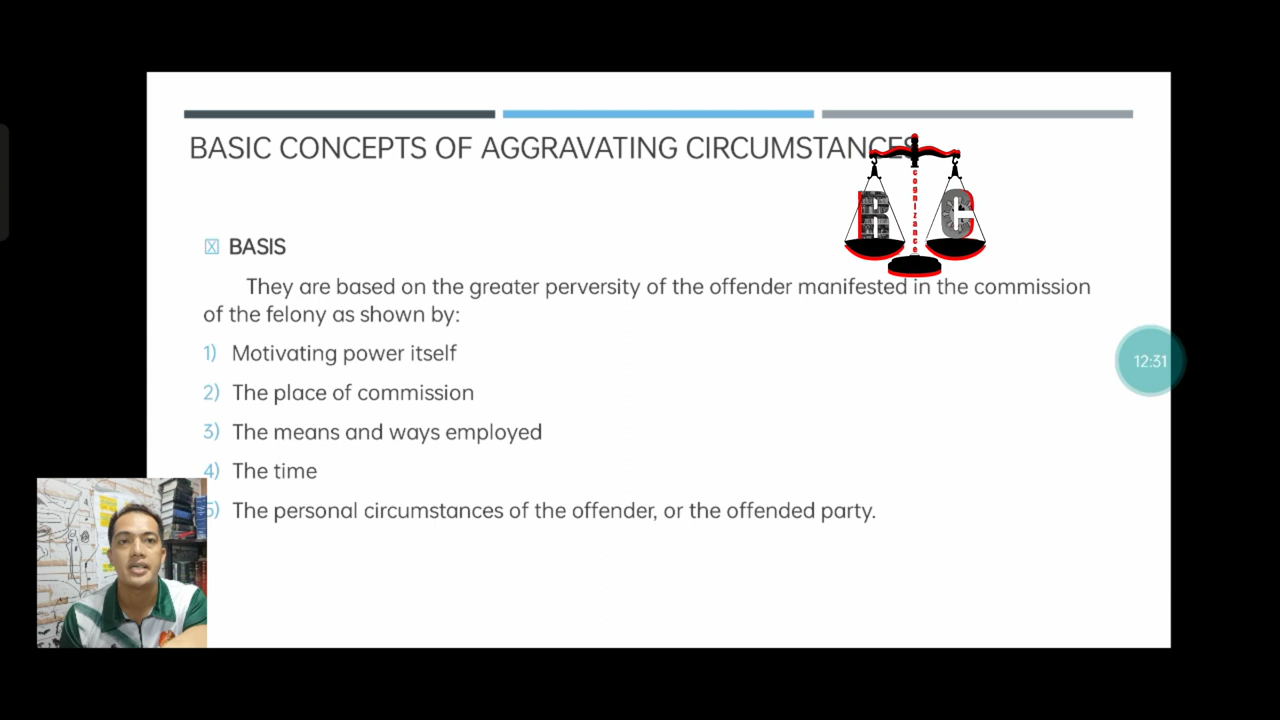 BASIC CONCEPTS OF AGGRAVATING CIRCUMSTANCES
R cognizance C
BASIS
They are based on the greater perversity of the offender manifested in the commission
of the felony as shown by:
1) Motivating power itself
2) The place of commission
3) The means and ways employed
4) The time
5) The personal circumstances of the offender, or the offended party.
12:31